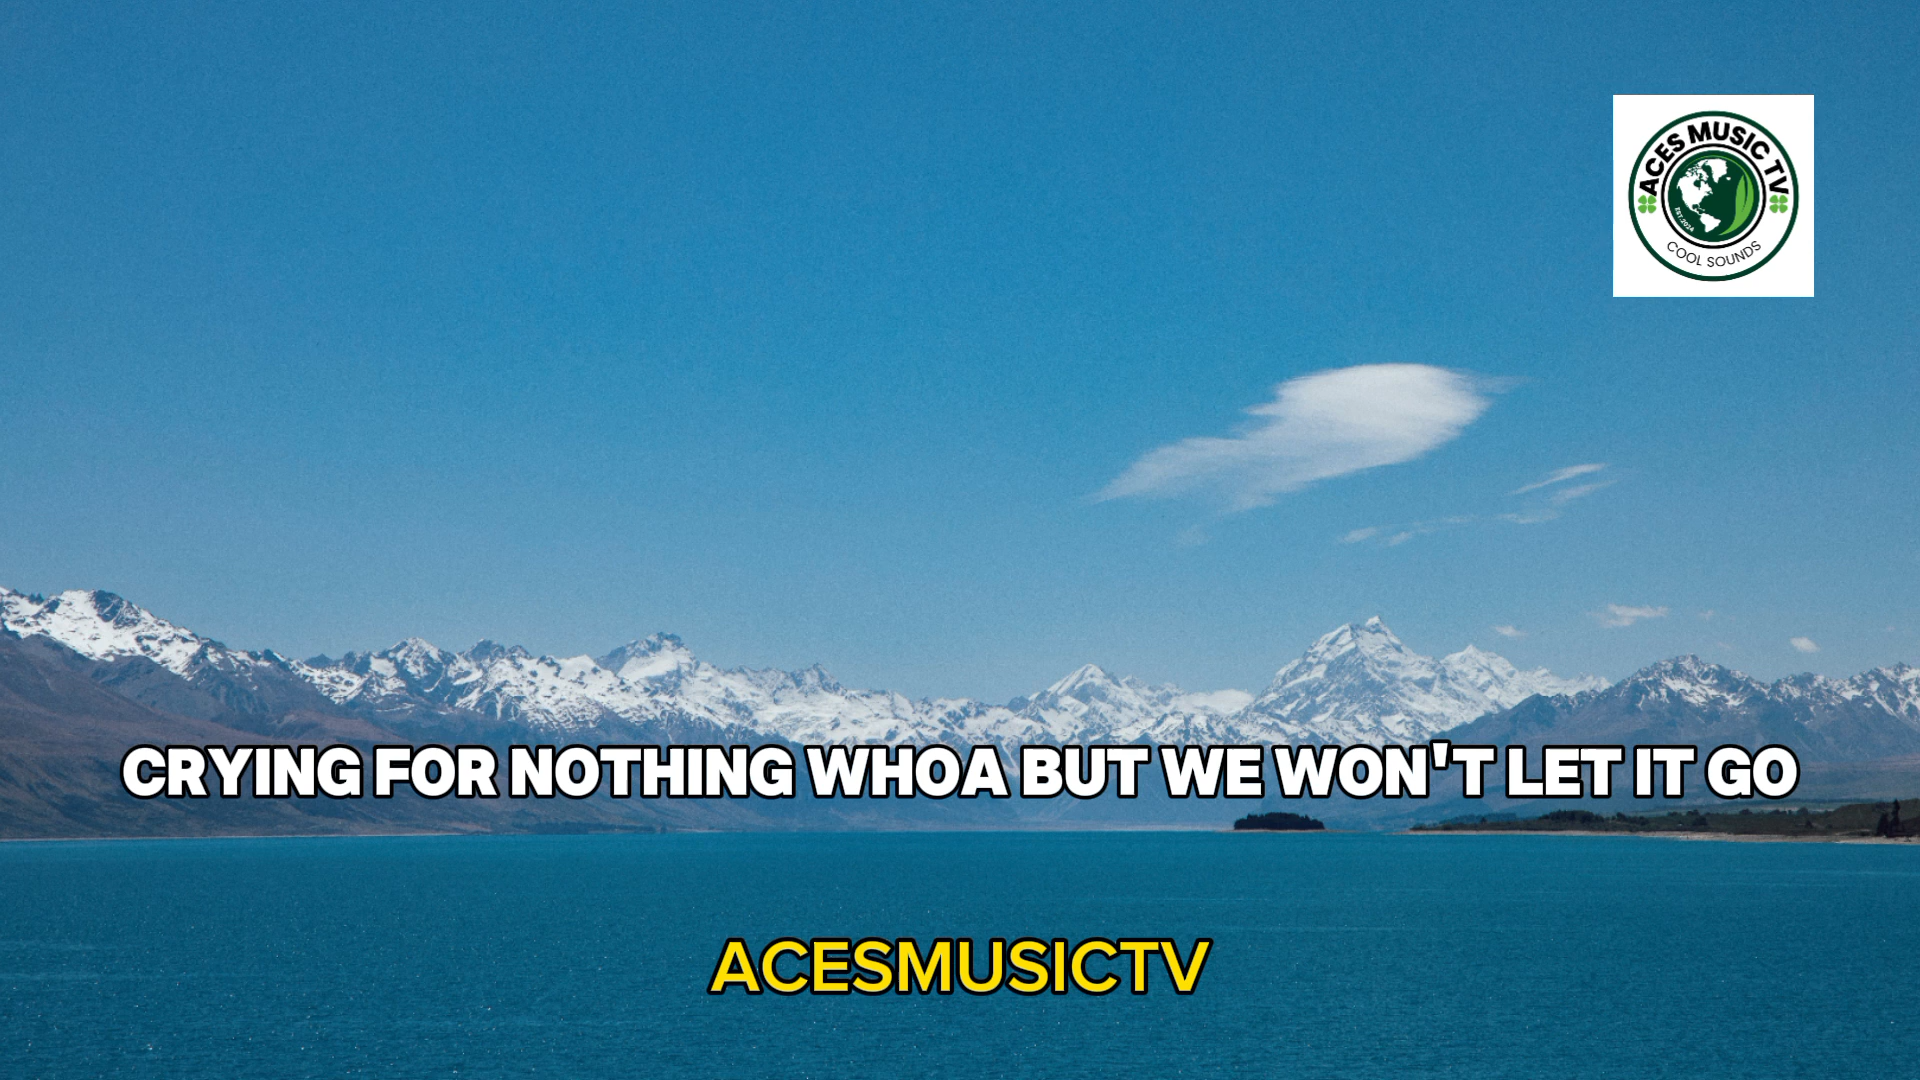 ACES MUSIC TV
EST.2024
COOL SOUNDS
CRYING FOR NOTHING WHOA BUT WE WON'T LET IT GO
ACESMUSICTV